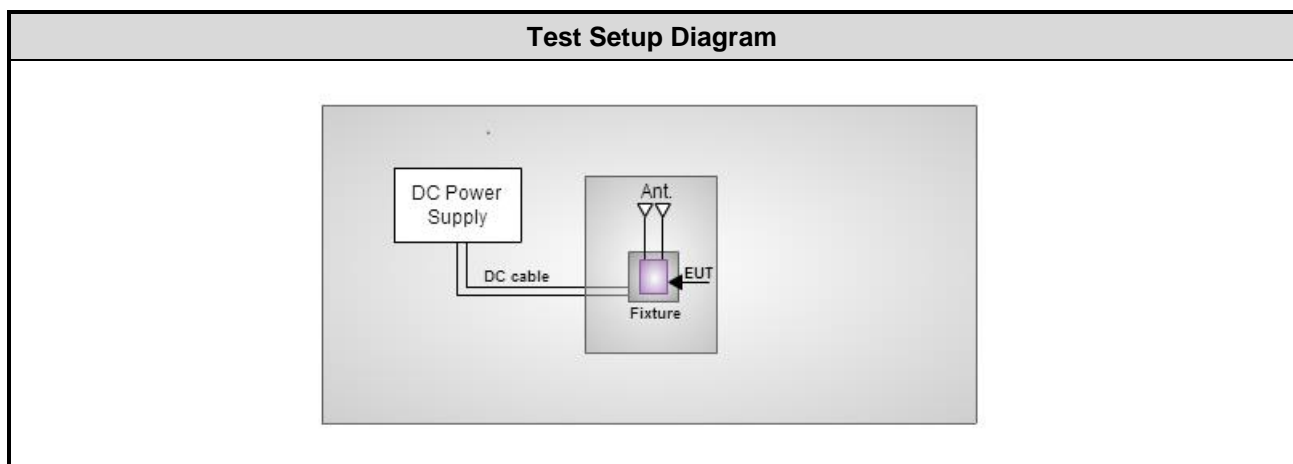 Test Setup Diagram
DC Power
Supply
Ant.
DC cable
EUT
Fixture